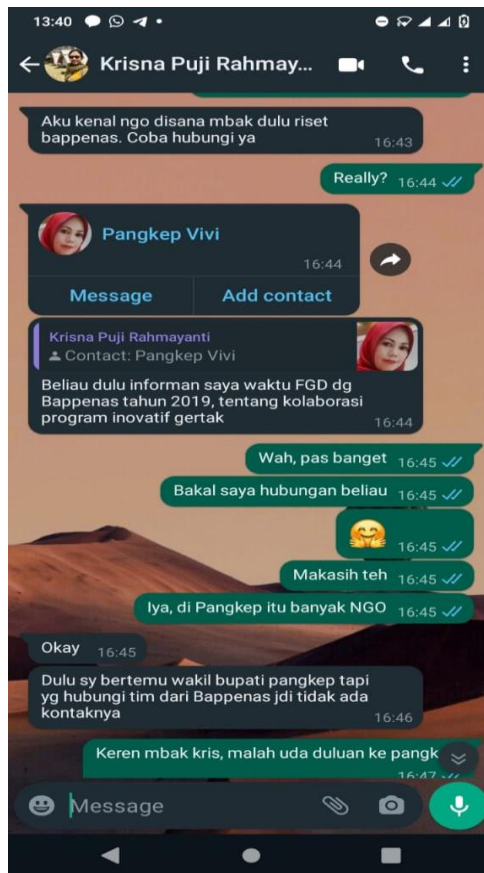 13:40
Krisna Puji Rahmay...
Aku kenal ngo disana mbak dulu riset
bappenas. Coba hubungi ya
16:43
Really? 16:44
Pangkep Vivi
16:44
Message Add contact
Krisna Puji Rahmayanti
Contact: Pangkep Vivi
Beliau dulu informan saya waktu FGD dg
Bappenas tahun 2019, tentang kolaborasi
program inovatif gertak
16:44
Wah, pas banget 16:45
Bakal saya hubungan beliau 16:45
🤗 16:45
Makasih teh 16:45
Iya, di Pangkep itu banyak NGO 16:45
Okay 16:45
Dulu sy bertemu wakil bupati pangkep tapi
yg hubungi tim dari Bappenas jdi tidak ada
kontaknya
16:46
Keren mbak kris, malah uda duluan ke pangk
16:47
Message